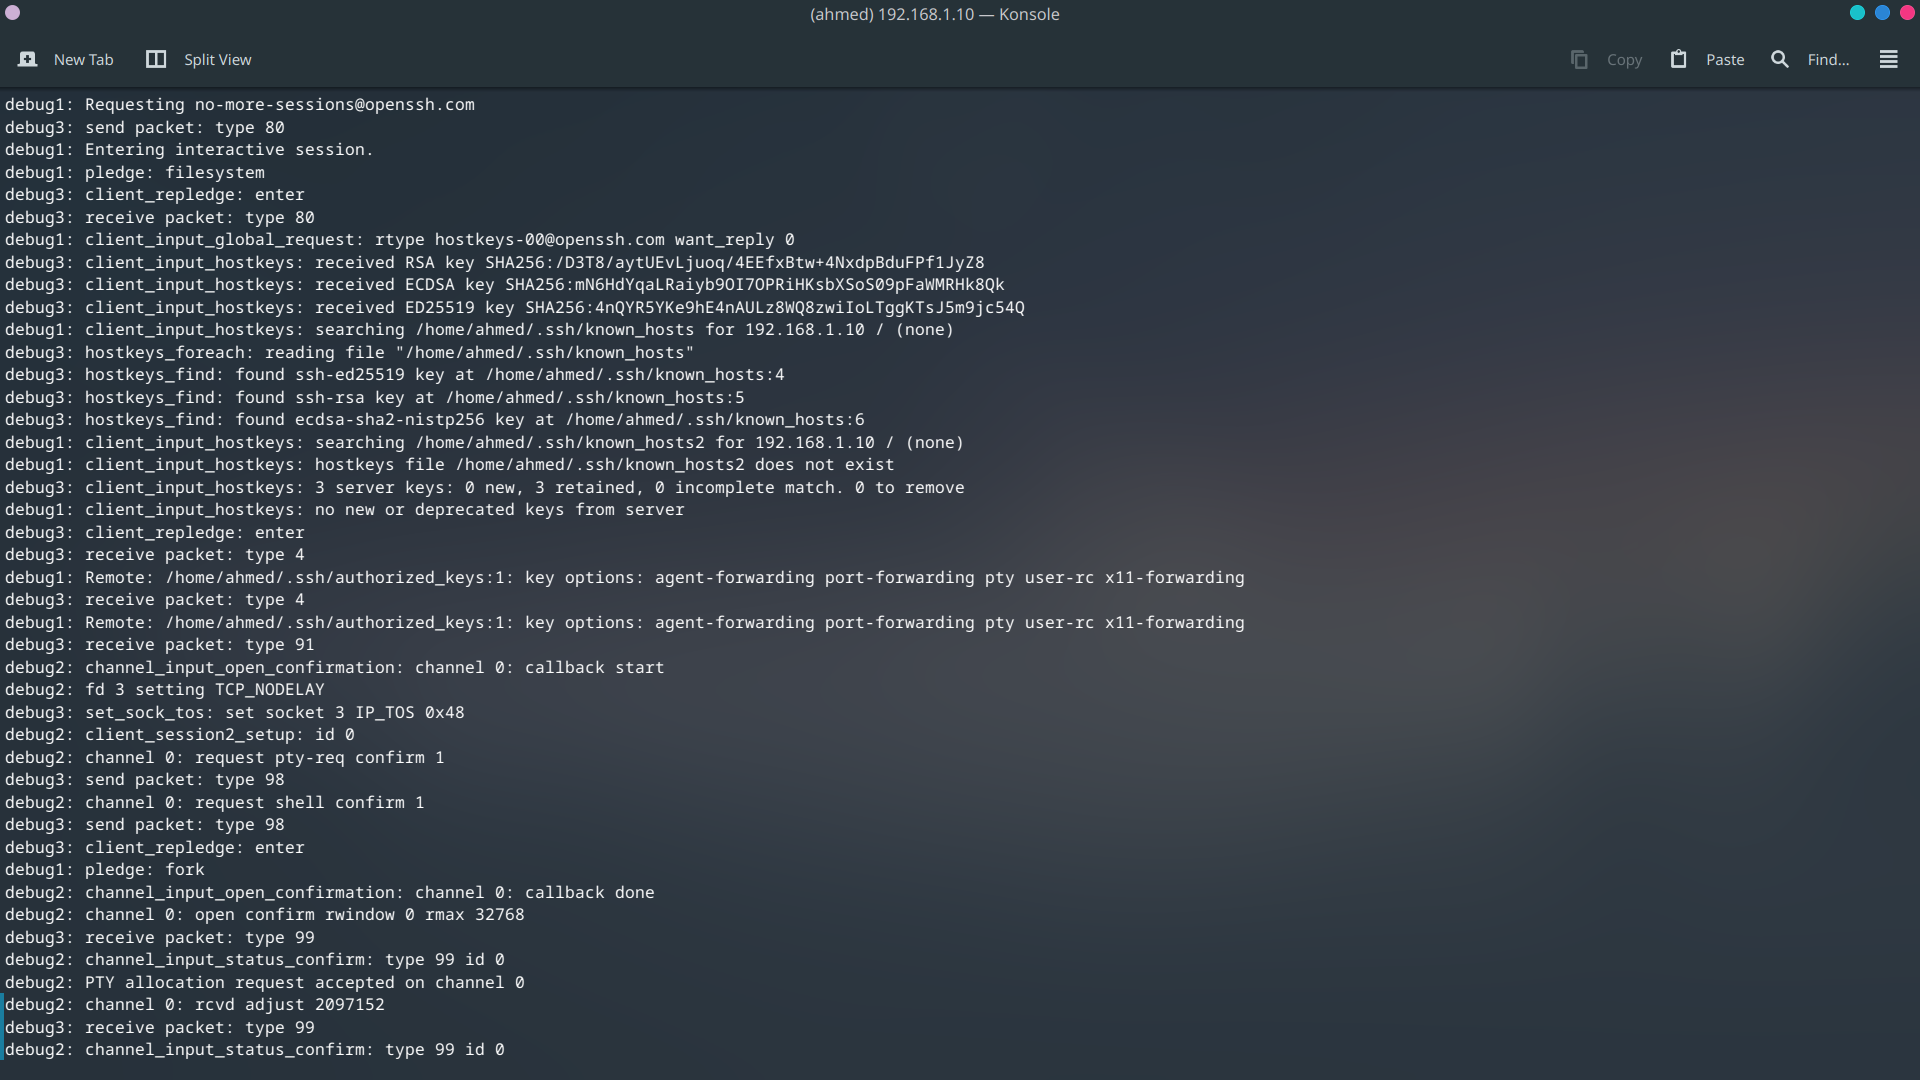 (ahmed) 192.168.1.10 — Konsole
New Tab Split View Copy Paste Find...
debug1: Requesting no-more-sessions@openssh.com
debug3: send packet: type 80
debug1: Entering interactive session.
debug1: pledge: filesystem
debug3: client_repledge: enter
debug3: receive packet: type 80
debug1: client_input_global_request: rtype hostkeys-00@openssh.com want_reply 0
debug3: client_input_hostkeys: received RSA key SHA256:/D3T8/aytUEvLjuoq/4EEfxBtw+4NxdpBduFPf1JyZ8
debug3: client_input_hostkeys: received ECDSA key SHA256:mN6HdYqaLRaiyb9OI7OPRiHKsbXSoS09pFaWMRHk8Qk
debug3: client_input_hostkeys: received ED25519 key SHA256:4nQYR5YKe9hE4nAULz8WQ8zwiIoLTggKTsJ5m9jc54Q
debug1: client_input_hostkeys: searching /home/ahmed/.ssh/known_hosts for 192.168.1.10 / (none)
debug3: hostkeys_foreach: reading file "/home/ahmed/.ssh/known_hosts"
debug3: hostkeys_find: found ssh-ed25519 key at /home/ahmed/.ssh/known_hosts:4
debug3: hostkeys_find: found ssh-rsa key at /home/ahmed/.ssh/known_hosts:5
debug3: hostkeys_find: found ecdsa-sha2-nistp256 key at /home/ahmed/.ssh/known_hosts:6
debug1: client_input_hostkeys: searching /home/ahmed/.ssh/known_hosts2 for 192.168.1.10 / (none)
debug1: client_input_hostkeys: hostkeys file /home/ahmed/.ssh/known_hosts2 does not exist
debug3: client_input_hostkeys: 3 server keys: 0 new, 3 retained, 0 incomplete match. 0 to remove
debug1: client_input_hostkeys: no new or deprecated keys from server
debug3: client_repledge: enter
debug3: receive packet: type 4
debug1: Remote: /home/ahmed/.ssh/authorized_keys:1: key options: agent-forwarding port-forwarding pty user-rc x11-forwarding
debug3: receive packet: type 4
debug1: Remote: /home/ahmed/.ssh/authorized_keys:1: key options: agent-forwarding port-forwarding pty user-rc x11-forwarding
debug3: receive packet: type 91
debug2: channel_input_open_confirmation: channel 0: callback start
debug2: fd 3 setting TCP_NODELAY
debug3: set_sock_tos: set socket 3 IP_TOS 0x48
debug2: client_session2_setup: id 0
debug2: channel 0: request pty-req confirm 1
debug3: send packet: type 98
debug2: channel 0: request shell confirm 1
debug3: send packet: type 98
debug3: client_repledge: enter
debug1: pledge: fork
debug2: channel_input_open_confirmation: channel 0: callback done
debug2: channel 0: open confirm rwindow 0 rmax 32768
debug3: receive packet: type 99
debug2: channel_input_status_confirm: type 99 id 0
debug2: PTY allocation request accepted on channel 0
debug2: channel 0: rcvd adjust 2097152
debug3: receive packet: type 99
debug2: channel_input_status_confirm: type 99 id 0